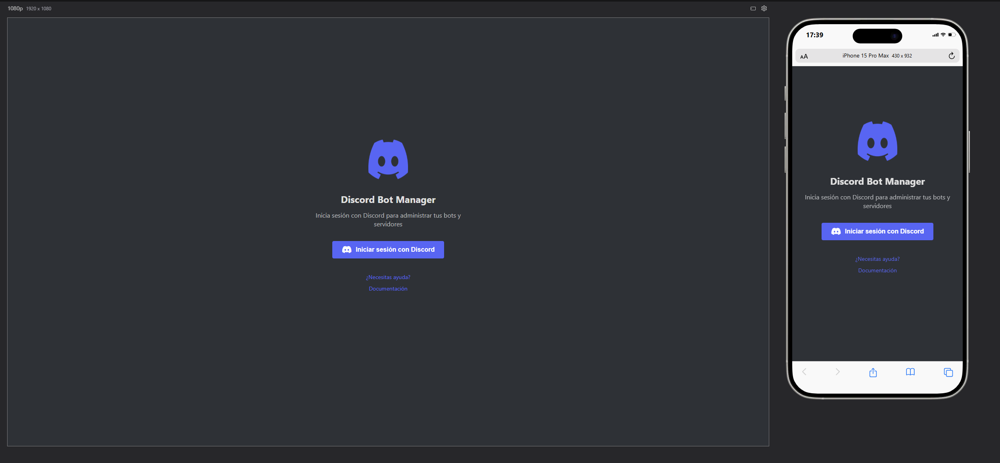 1080p 1920 x 1080
Discord Bot Manager
Inicia sesión con Discord para administrar tus bots y
servidores
Iniciar sesión con Discord
¿Necesitas ayuda?
Documentación
17:39
AA iPhone 15 Pro Max 430 x 932
Discord Bot Manager
Inicia sesión con Discord para administrar tus bots y
servidores
Iniciar sesión con Discord
¿Necesitas ayuda?
Documentación